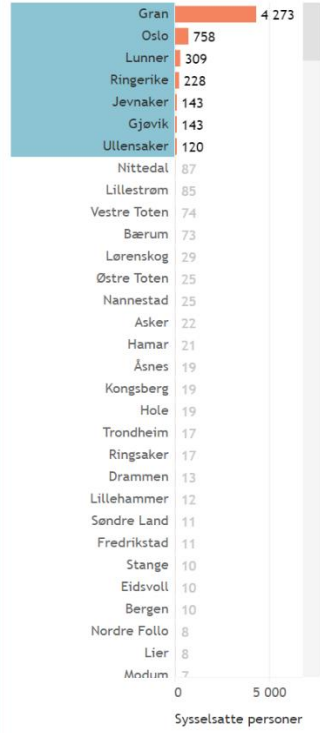 Gran 4 273
Oslo 758
Lunner 309
Ringerike 228
Jevnaker 143
Gjøvik 143
Ullensaker 120
Nittedal 87
Lillestrøm 85
Vestre Toten 74
Bærum 73
Lørenskog 29
Østre Toten 25
Nannestad 25
Asker 22
Hamar 21
Åsnes 19
Kongsberg 19
Hole 19
Trondheim 17
Ringsaker 17
Drammen 13
Lillehammer 12
Søndre Land 11
Fredrikstad 11
Stange 10
Eidsvoll 10
Bergen 10
Nordre Follo 8
Lier 8
Modum 7
0 5 000
Sysselsatte personer